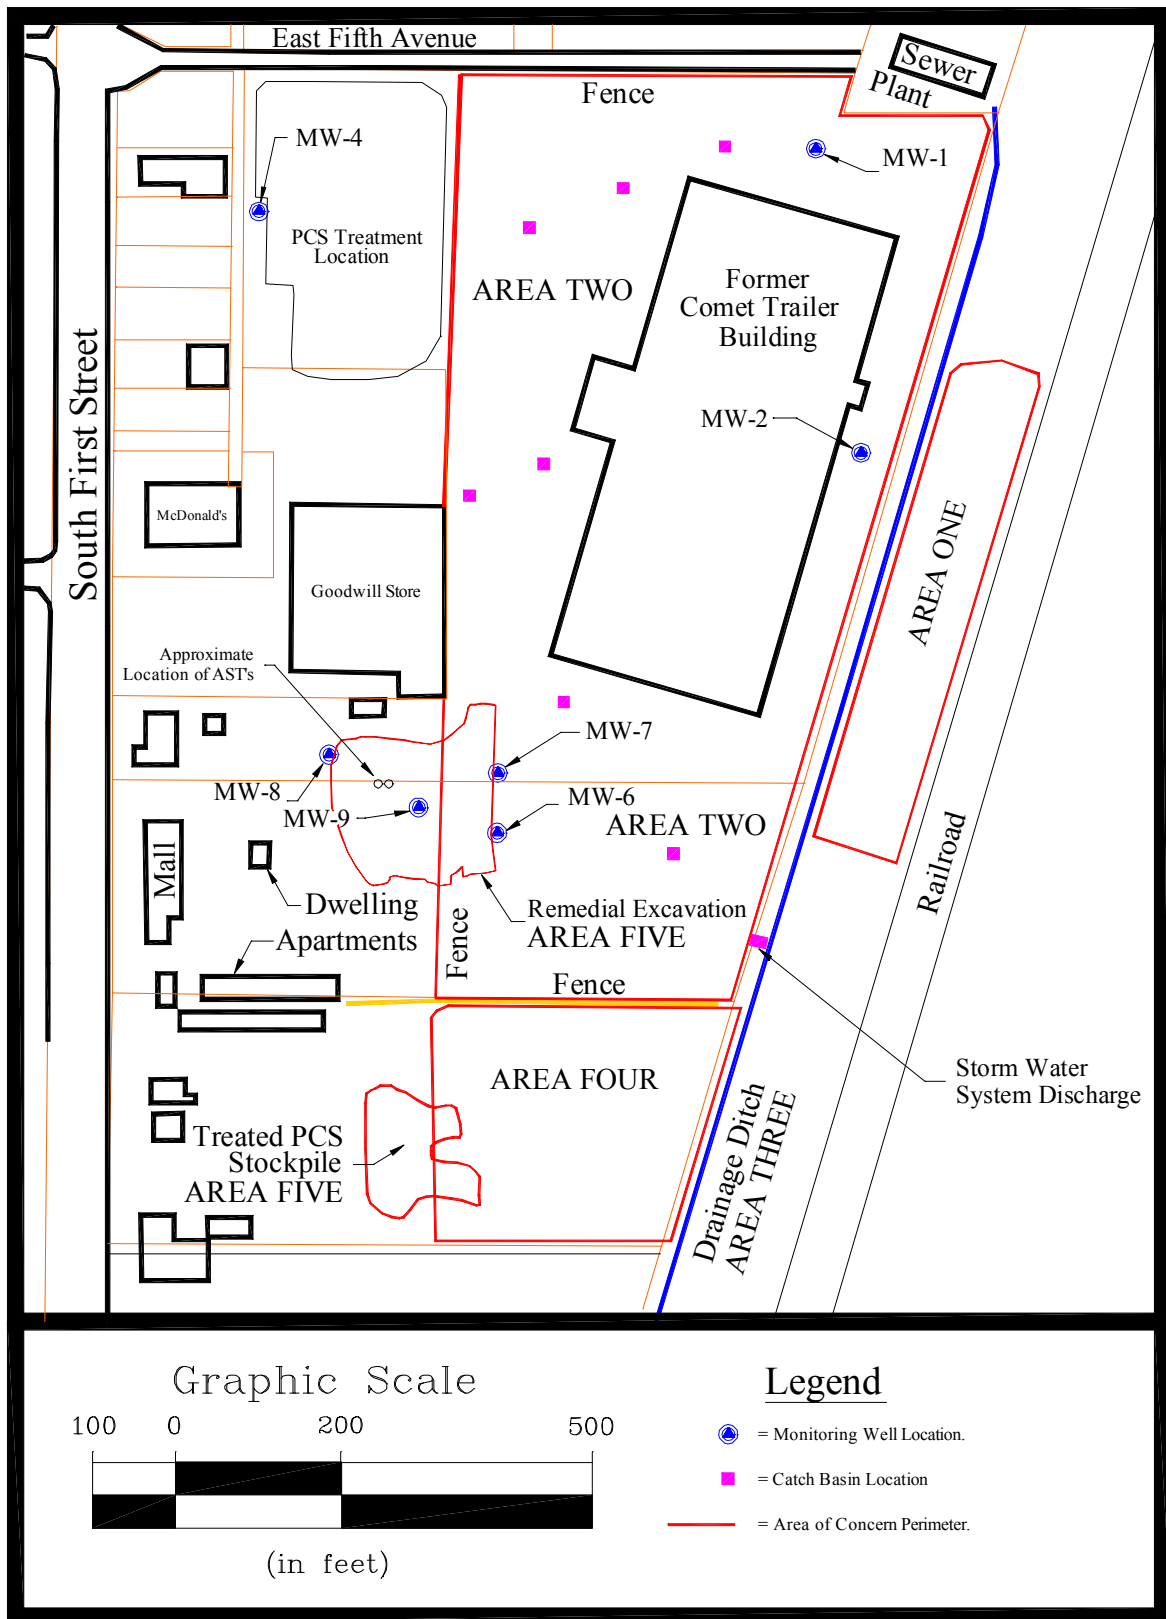 East Fifth Avenue
Sewer
Plant
Fence
MW-4
MW-1
PCS Treatment
Location
AREA TWO
Former
Comet Trailer
Building
South First Street
MW-2
McDonald's
AREA ONE
Goodwill Store
Approximate
Location of AST's
MW-7
MW-8
MW-9
MW-6
AREA TWO
Mall
Railroad
Dwelling
Apartments
Fence
Remedial Excavation
AREA FIVE
Fence
AREA FOUR
Storm Water
System Discharge
Drainage Ditch
AREA THREE
Treated PCS
Stockpile
AREA FIVE
Graphic Scale
100 0 200 500
(in feet)
Legend
= Monitoring Well Location.
= Catch Basin Location
= Area of Concern Perimeter.